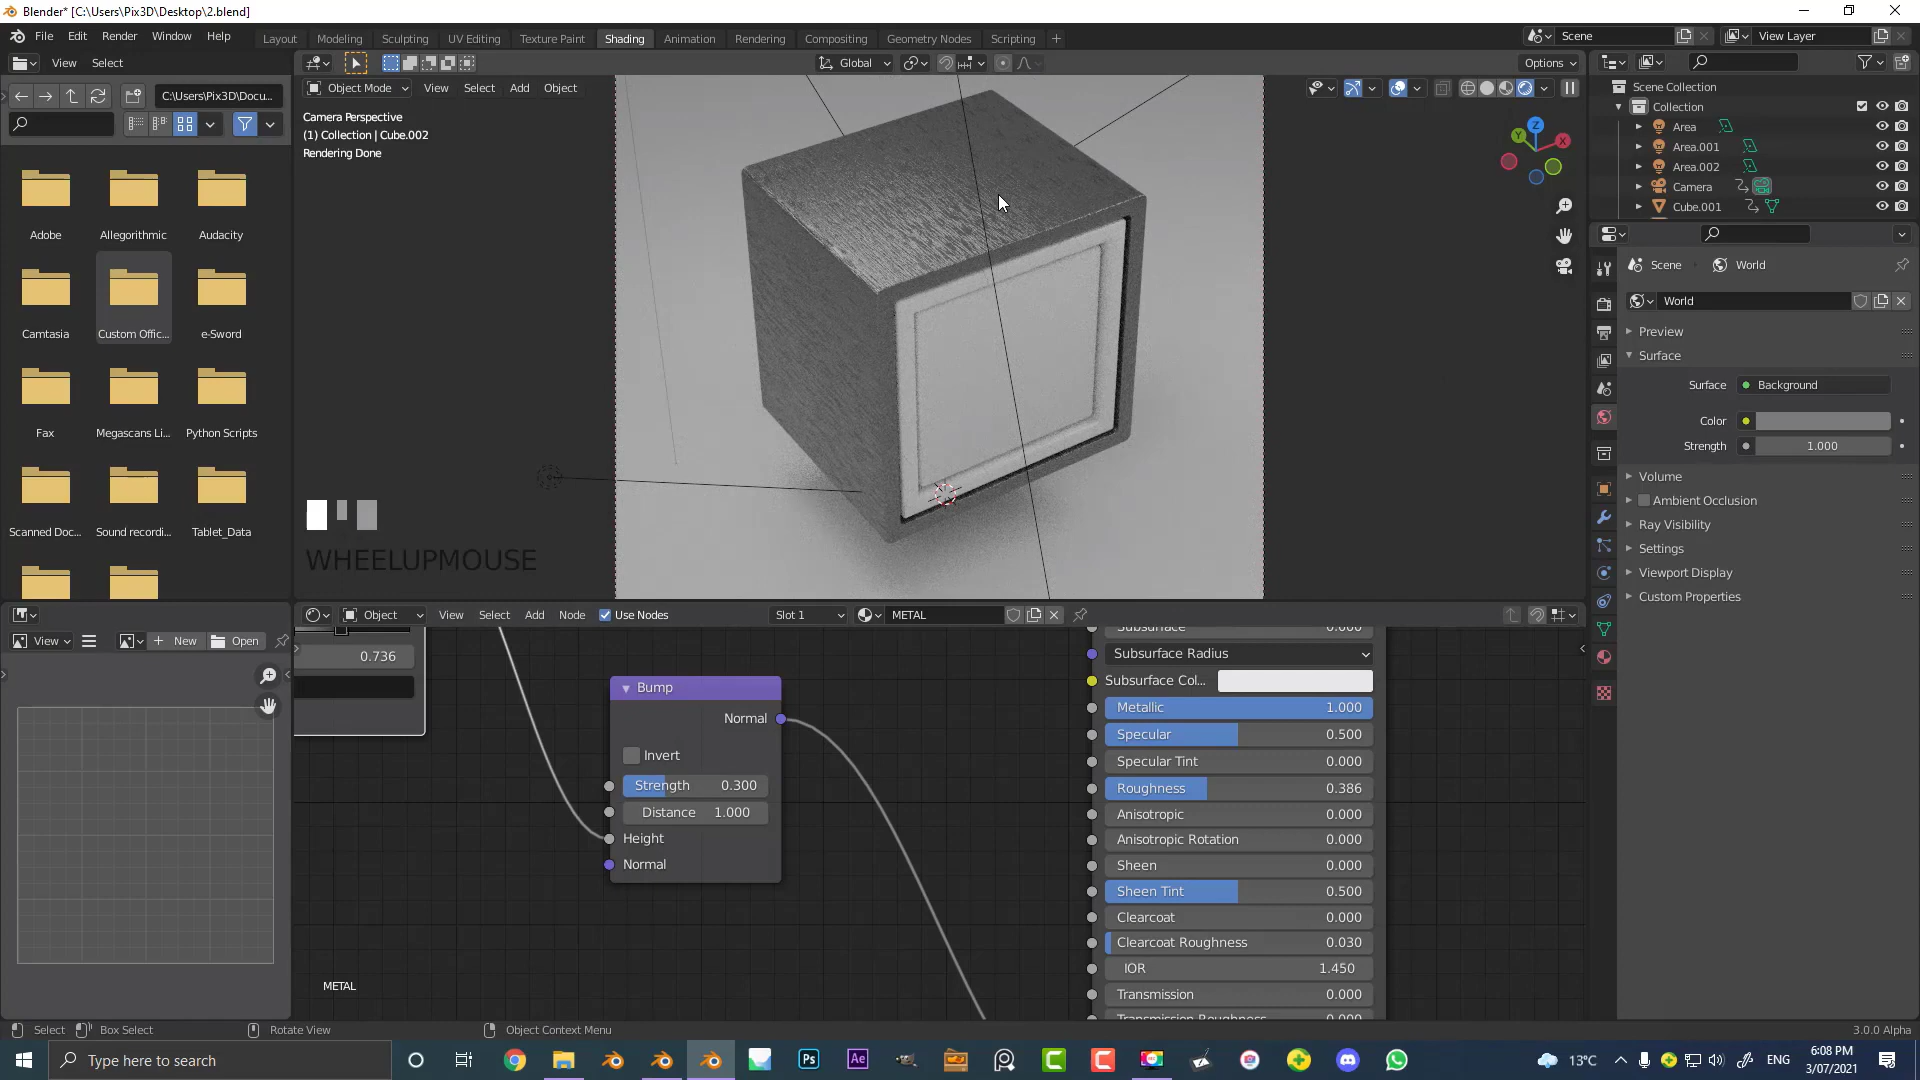 Blender* [C:\Users\Pix3D\Desktop\2.blend]
File Edit Render Window Help
Layout Modeling Sculpting UV Editing Texture Paint Shading Animation Rendering Compositing Geometry Nodes Scripting +
Scene
View Layer
View Select
Global
Options
C:\Users\Pix3D\Docu...
Object Mode View Select Add Object
Camera Perspective
(1) Collection | Cube.002
Rendering Done
Adobe Allegorithmic Audacity
Camtasia Custom Offic... e-Sword
Fax Megascans Li... Python Scripts
Scanned Doc... Sound recordi... Tablet_Data
WHEELUPMOUSE
Z
Y
X
Scene Collection
Collection
Area
Area.001
Area.002
Camera
Cube.001
Scene World
World
Preview
Surface
Surface Background
Color
Strength 1.000
Volume
Ambient Occlusion
Ray Visibility
Settings
Viewport Display
Custom Properties
View New Open
Object View Select Add Node Use Nodes Slot 1 METAL
0.736
Bump
Normal
Invert
Strength 0.300
Distance 1.000
Height
Normal
Subsurface 0.000
Subsurface Radius
Subsurface Col...
Metallic 1.000
Specular 0.500
Specular Tint 0.000
Roughness 0.386
Anisotropic 0.000
Anisotropic Rotation 0.000
Sheen 0.000
Sheen Tint 0.500
Clearcoat 0.000
Clearcoat Roughness 0.030
IOR 1.450
Transmission 0.000
Transmission Roughness 0.000
METAL
Select Box Select Rotate View Object Context Menu 3.0.0 Alpha
Type here to search
Ps
Ae
13°C
ENG
6:08 PM
3/07/2021